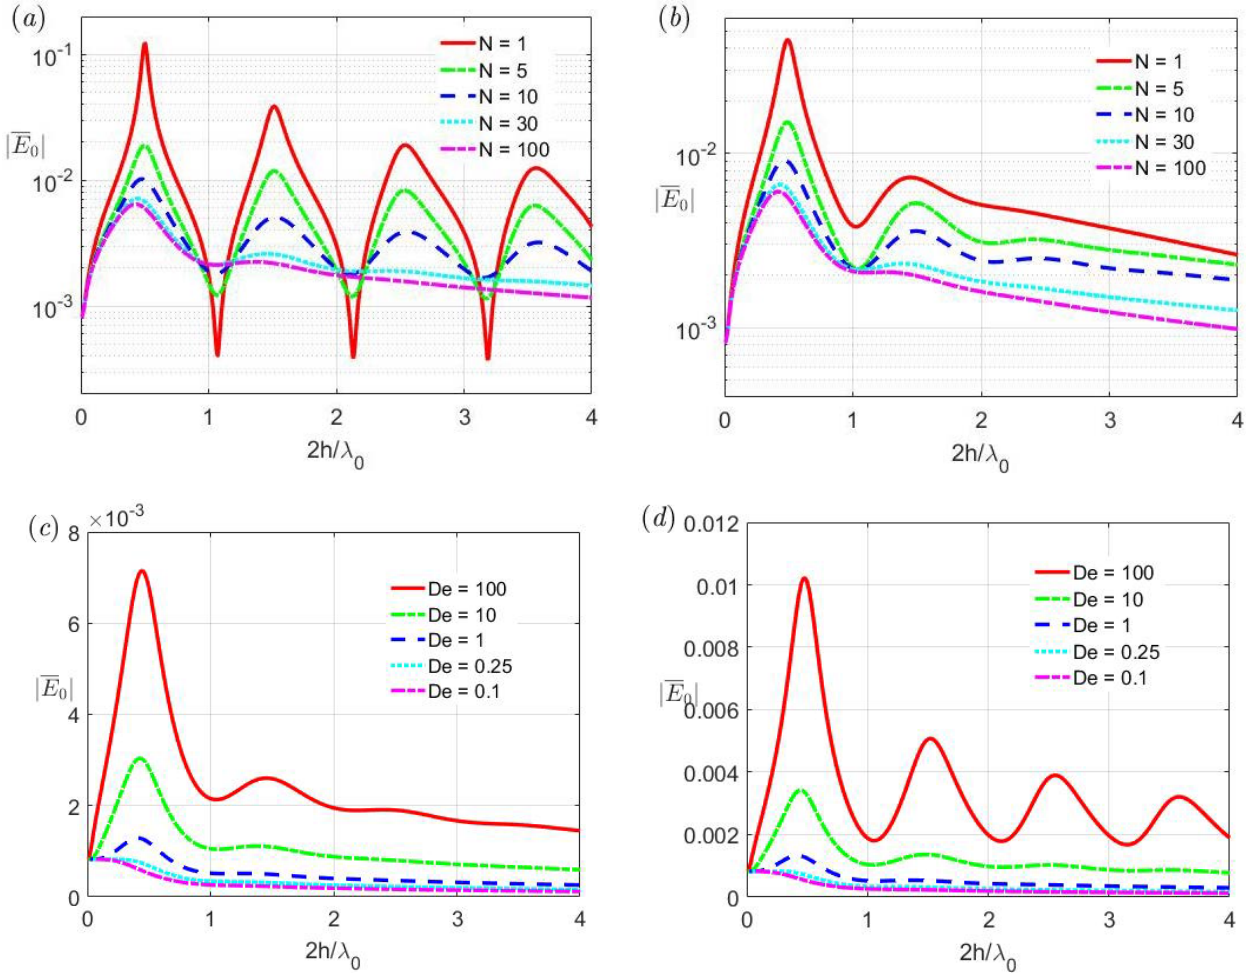 (a)
10⁻¹
10⁻²
10⁻³
|E̅₀|
N = 1
N = 5
N = 10
N = 30
N = 100
0 1 2 3 4
2h/λ₀
(b)
10⁻²
10⁻³
|E̅₀|
N = 1
N = 5
N = 10
N = 30
N = 100
0 1 2 3 4
2h/λ₀
(c)
×10⁻³
8
6
4
2
0
|E̅₀|
De = 100
De = 10
De = 1
De = 0.25
De = 0.1
0 1 2 3 4
2h/λ₀
(d)
0.012
0.01
0.008
0.006
0.004
0.002
0
|E̅₀|
De = 100
De = 10
De = 1
De = 0.25
De = 0.1
0 1 2 3 4
2h/λ₀